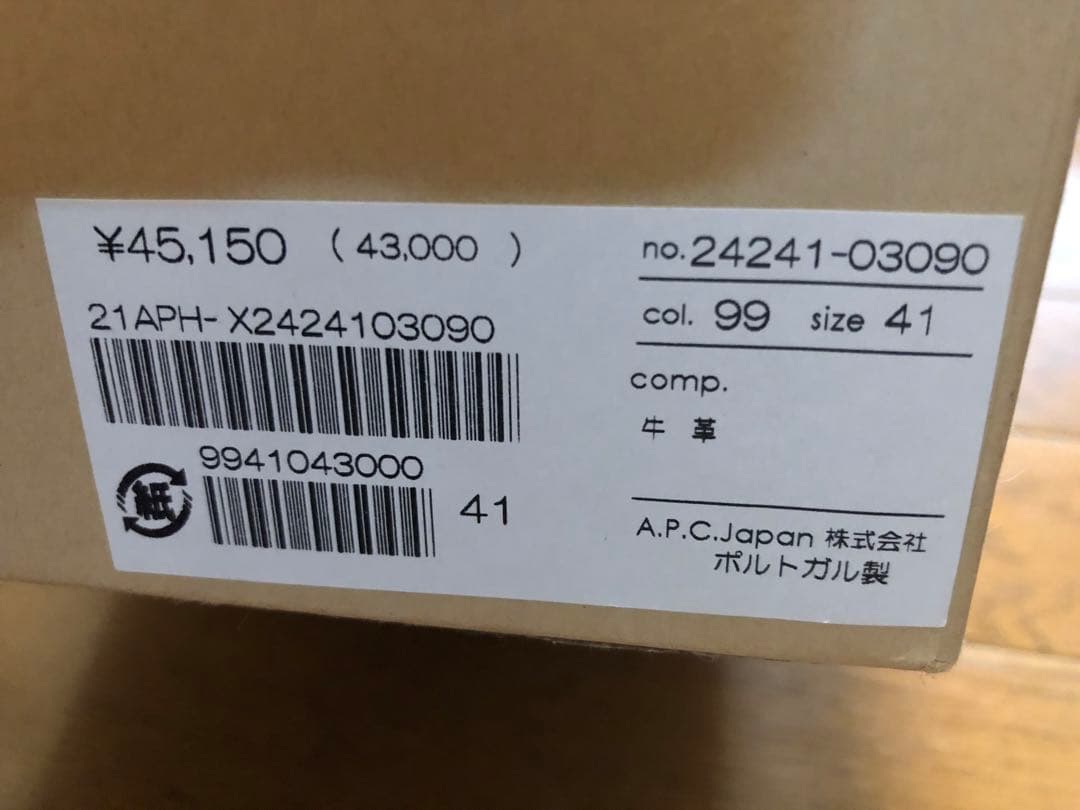 ¥45,150 ( 43,000 )
21APH-X2424103090
9941043000
紙
41
no.24241-03090
col. 99 size 41
comp.
牛 革
A.P.C.Japan 株式会社
ポルトガル製